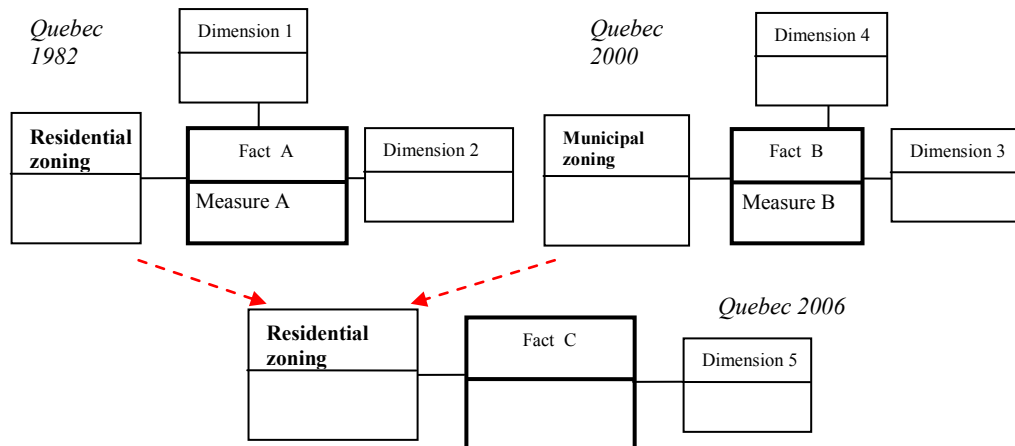 Quebec
1982
Dimension 1
Quebec
2000
Dimension 4
Residential
zoning
Fact A
Measure A
Dimension 2
Municipal
zoning
Fact B
Measure B
Dimension 3
Residential
zoning
Fact C
Quebec 2006
Dimension 5